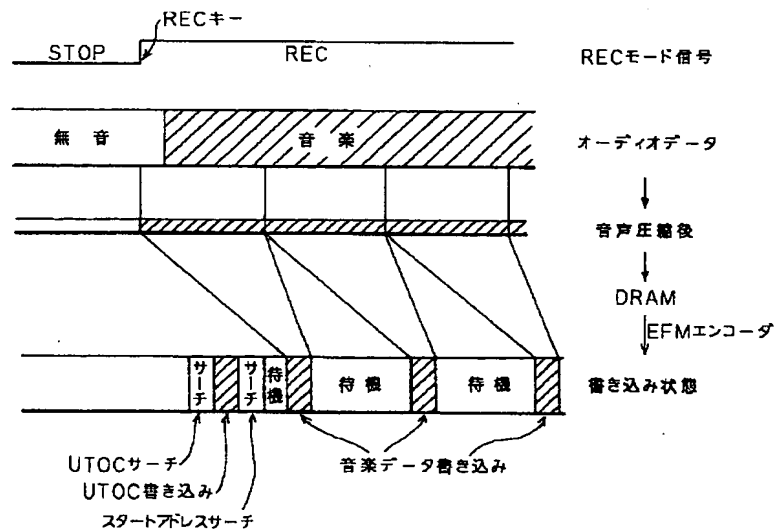 RECキー
STOP
REC
RECモード信号
無音
音楽
オーディオデータ
音声圧縮後
DRAM
EFMエンコーダ
サーチ
サーチ
待機
待機
待機
書き込み状態
UTOCサーチ
UTOC書き込み
スタートアドレスサーチ
音楽データ書き込み